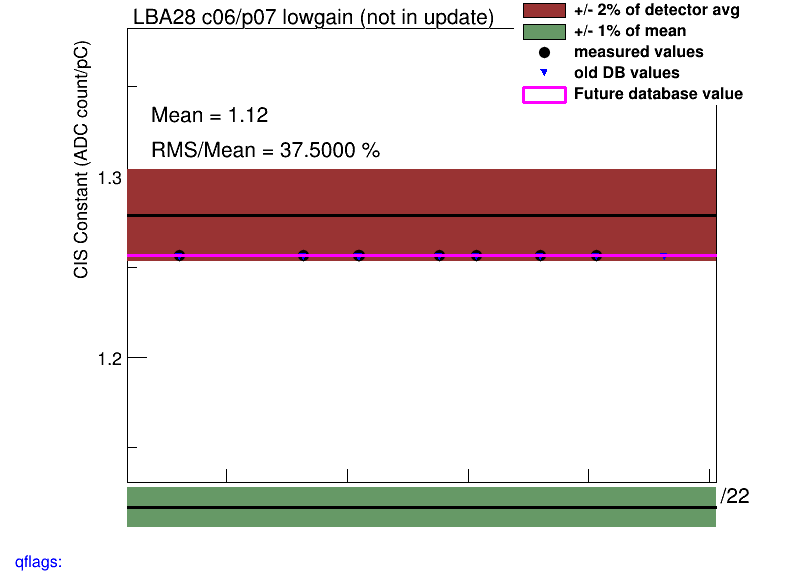 LBA28 c06/p07 lowgain (not in update)
+/- 2% of detector avg
+/- 1% of mean
measured values
old DB values
Future database value
CIS Constant (ADC count/pC)
Mean = 1.12
RMS/Mean = 37.5000 %
1.3
1.2
/22
qflags: